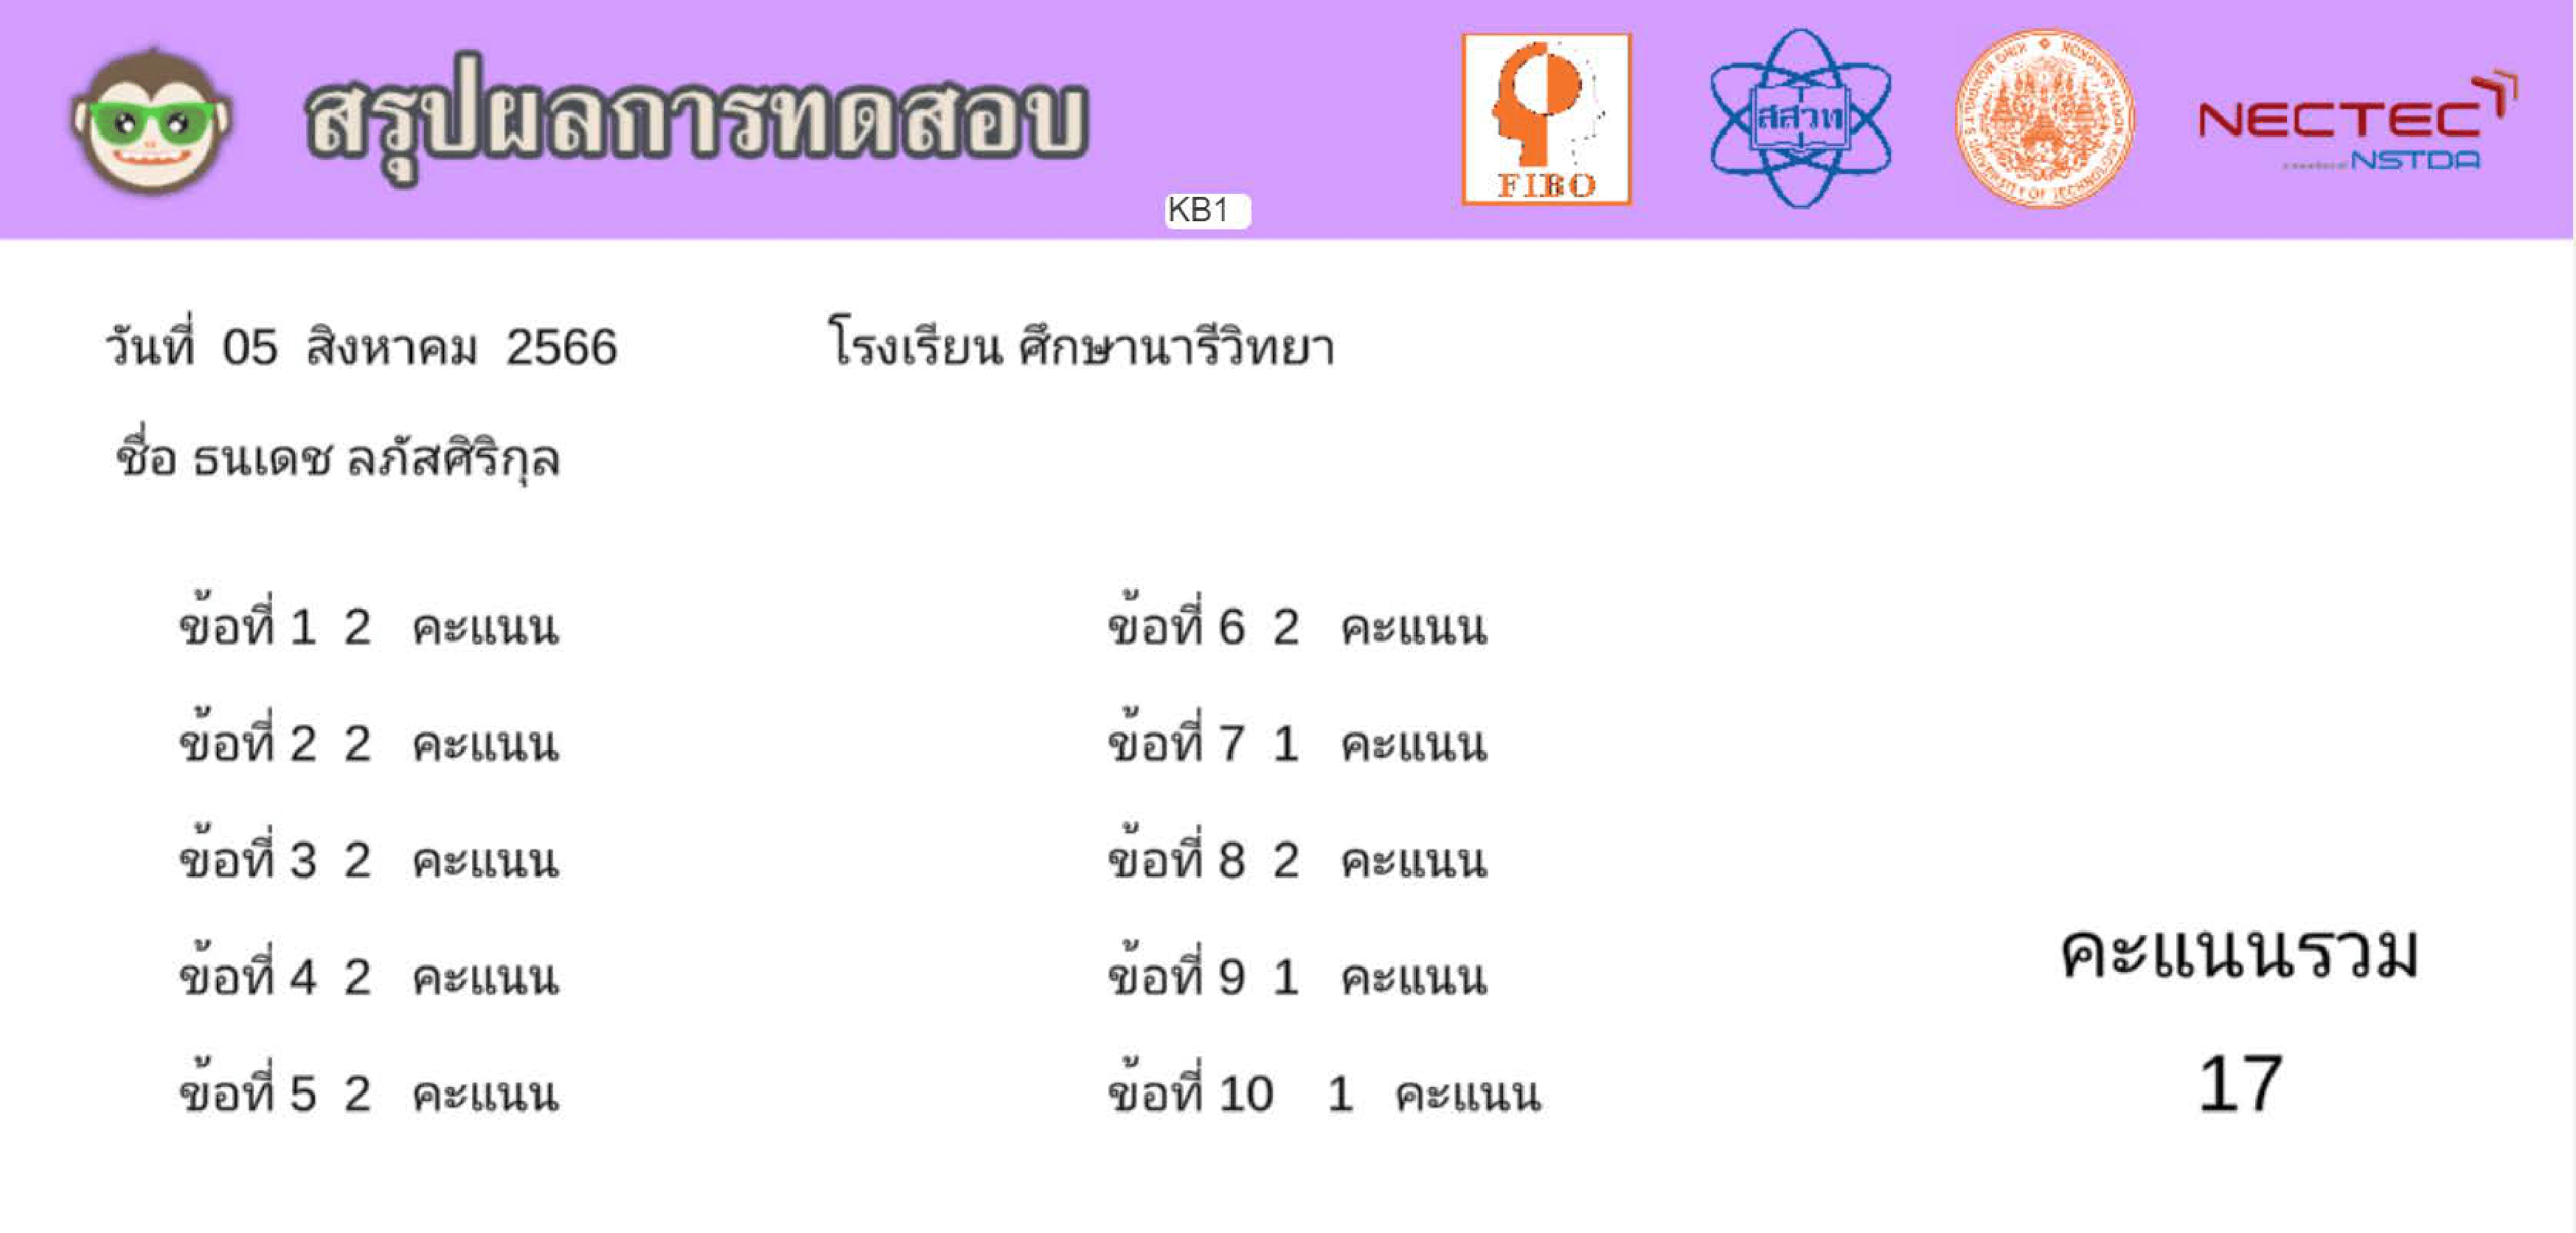 สรุปผลการทดสอบ
FIBO
สสวท
NECTEC
NSTDA
KB1
วันที่ 05 สิงหาคม 2566
โรงเรียน ศึกษานารีวิทยา
ชื่อ ธนเดช ลภัสศิริกุล
ข้อที่ 1 2 คะแนน
ข้อที่ 2 2 คะแนน
ข้อที่ 3 2 คะแนน
ข้อที่ 4 2 คะแนน
ข้อที่ 5 2 คะแนน
ข้อที่ 6 2 คะแนน
ข้อที่ 7 1 คะแนน
ข้อที่ 8 2 คะแนน
ข้อที่ 9 1 คะแนน
ข้อที่ 10 1 คะแนน
คะแนนรวม
17